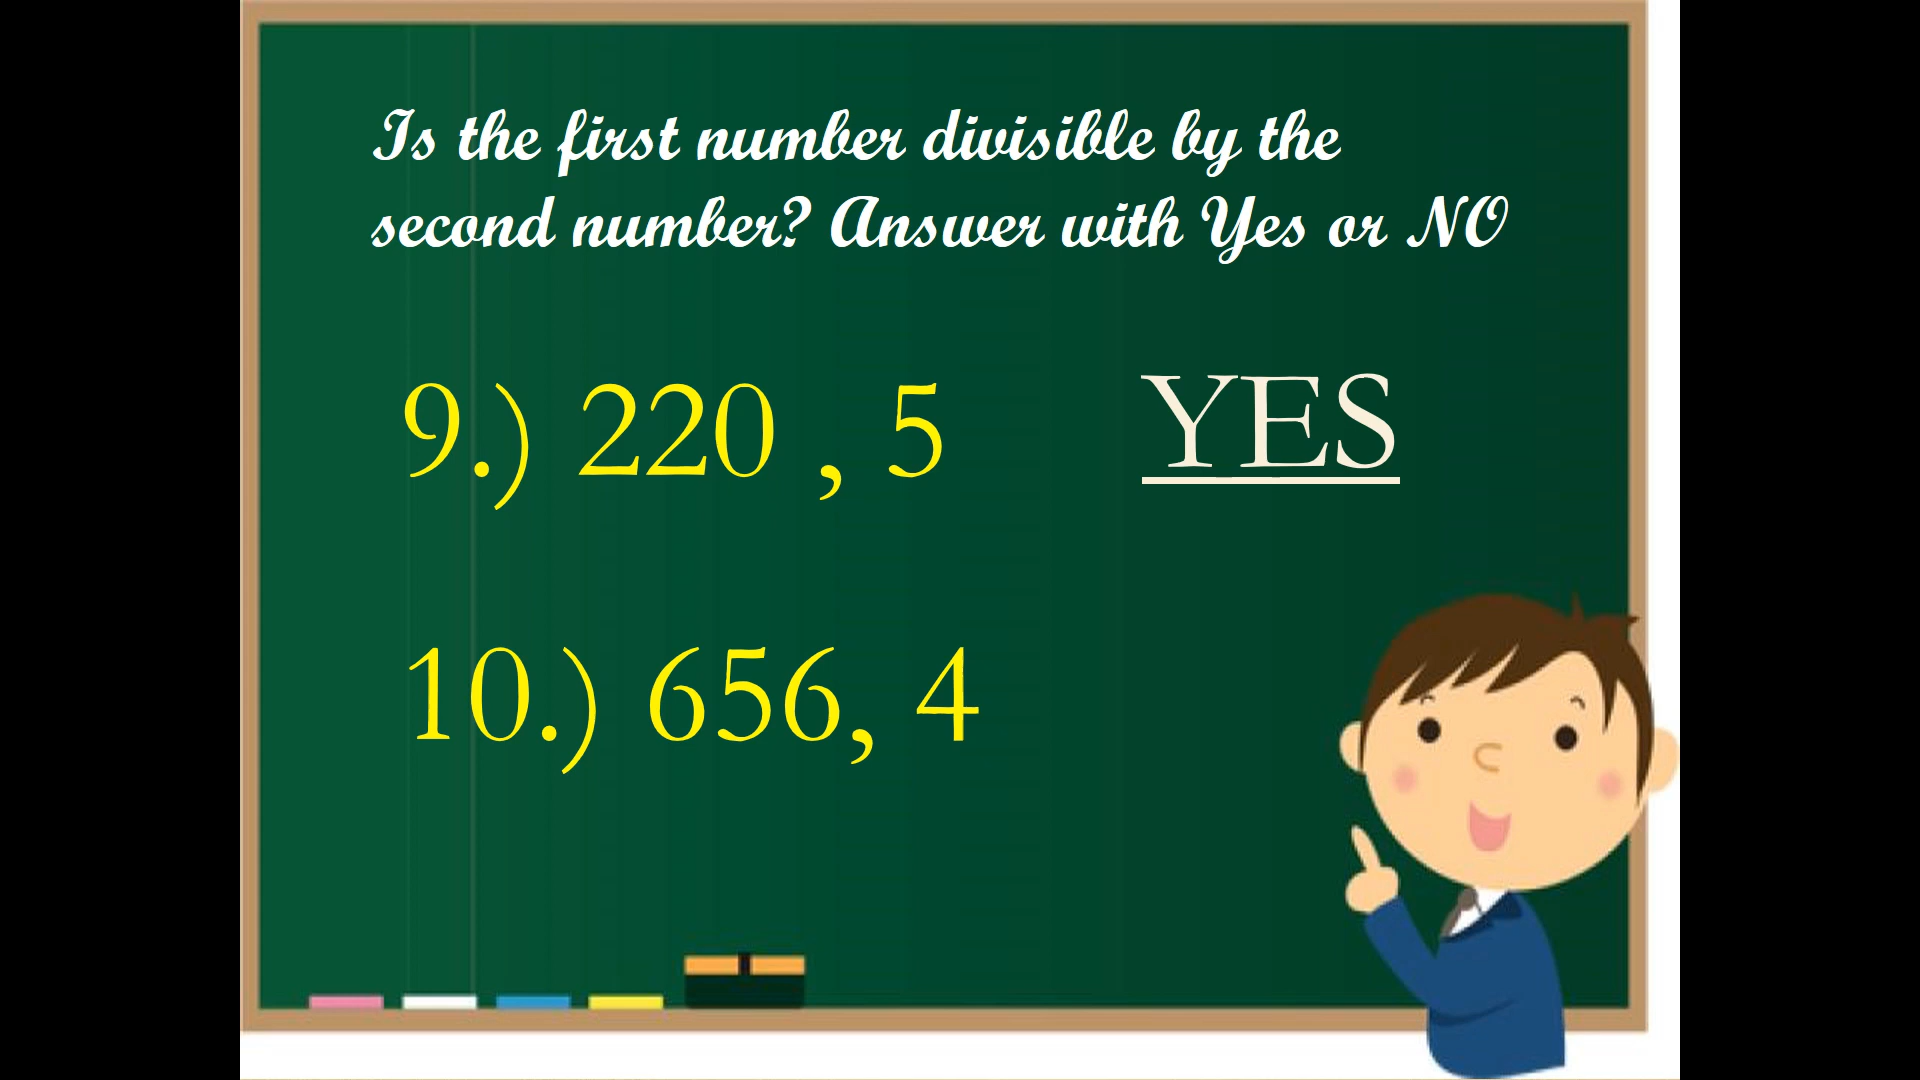 Is the first number divisible by the
second number? Answer with Yes or NO
9.) 220 , 5 YES
10.) 656, 4